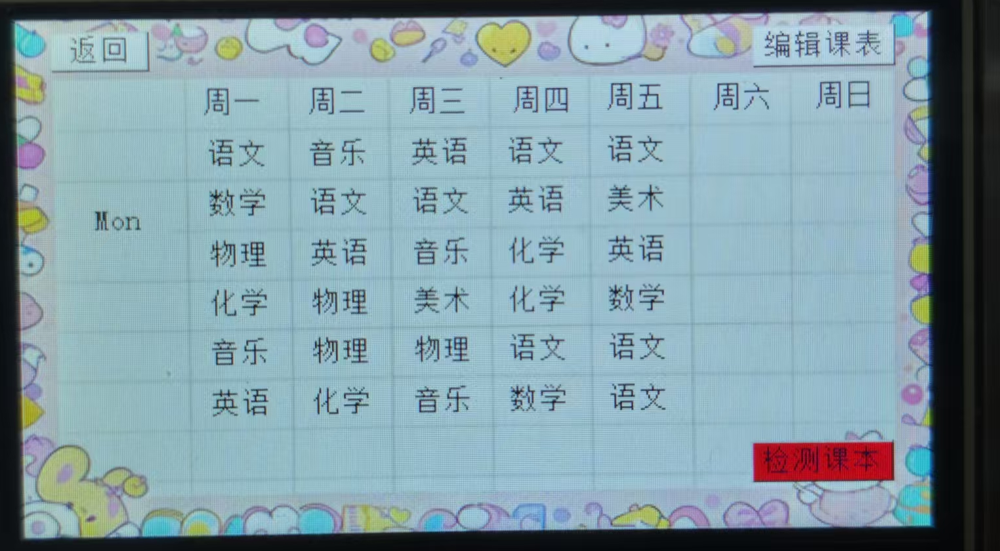 返回 编辑课表
周一 周二 周三 周四 周五 周六 周日
语文 音乐 英语 语文 语文
数学 语文 语文 英语 美术
Mon
物理 英语 音乐 化学 英语
化学 物理 美术 化学 数学
音乐 物理 物理 语文 语文
英语 化学 音乐 数学 语文
检测课本